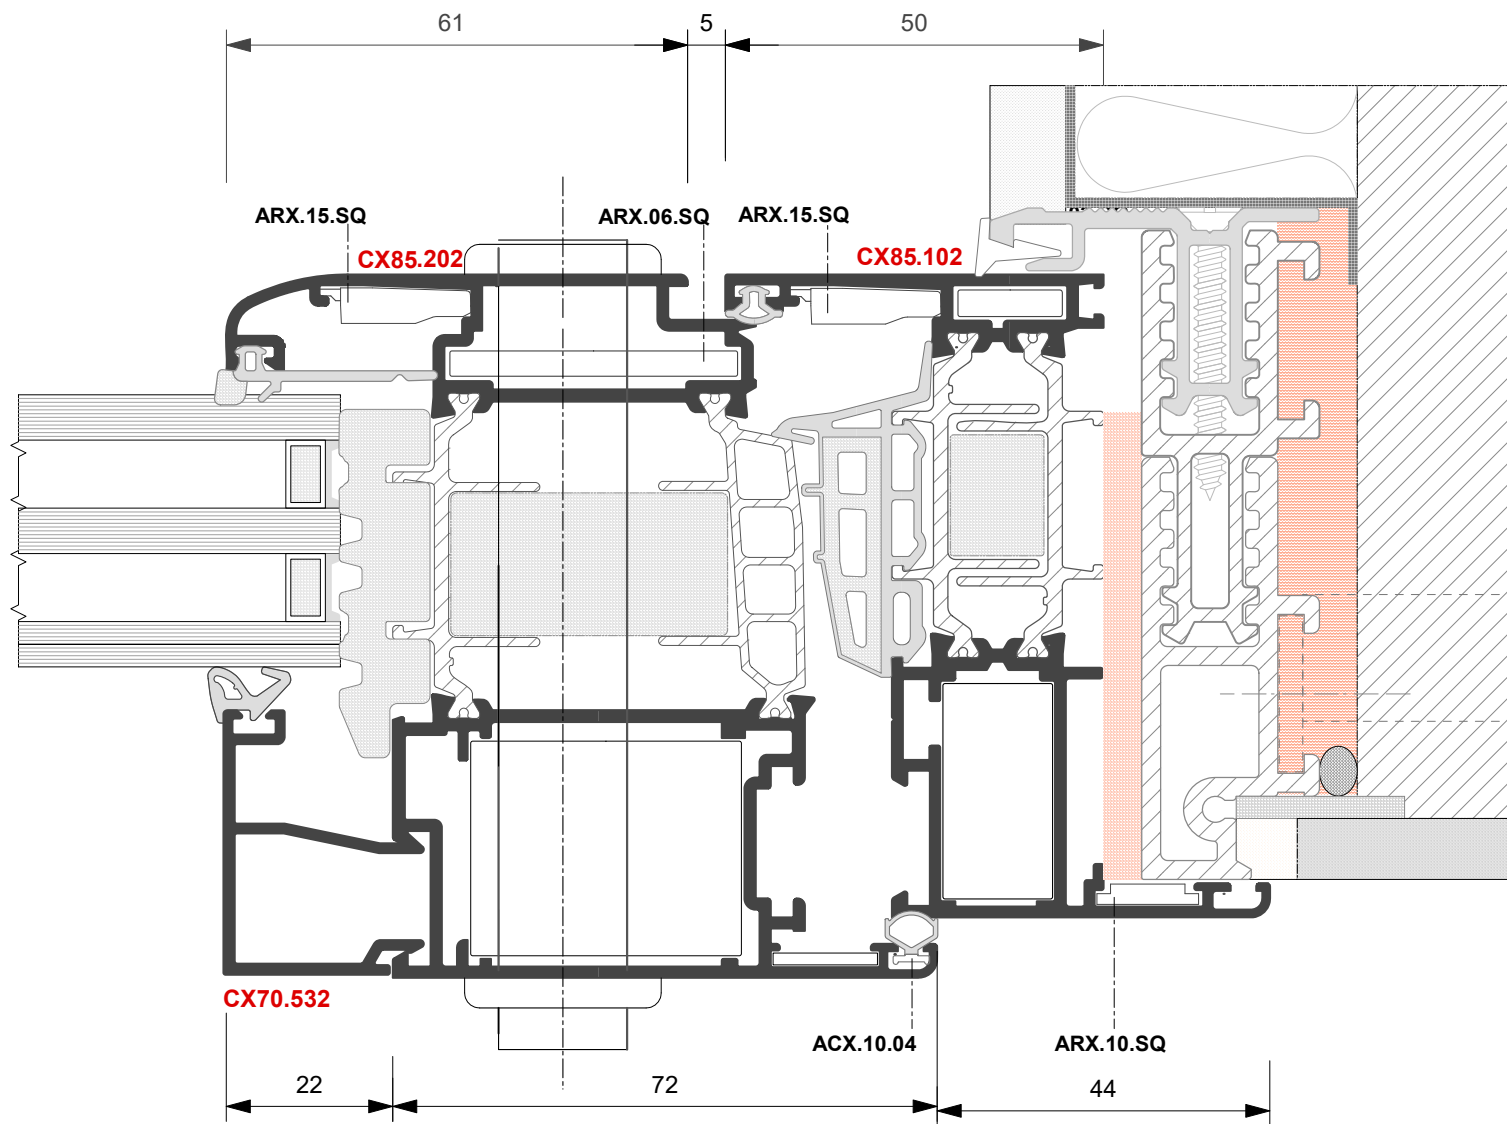 61 5 50
ARX.15.SQ ARX.06.SQ ARX.15.SQ
CX85.202 CX85.102
CX70.532
ACX.10.04 ARX.10.SQ
22 72 44